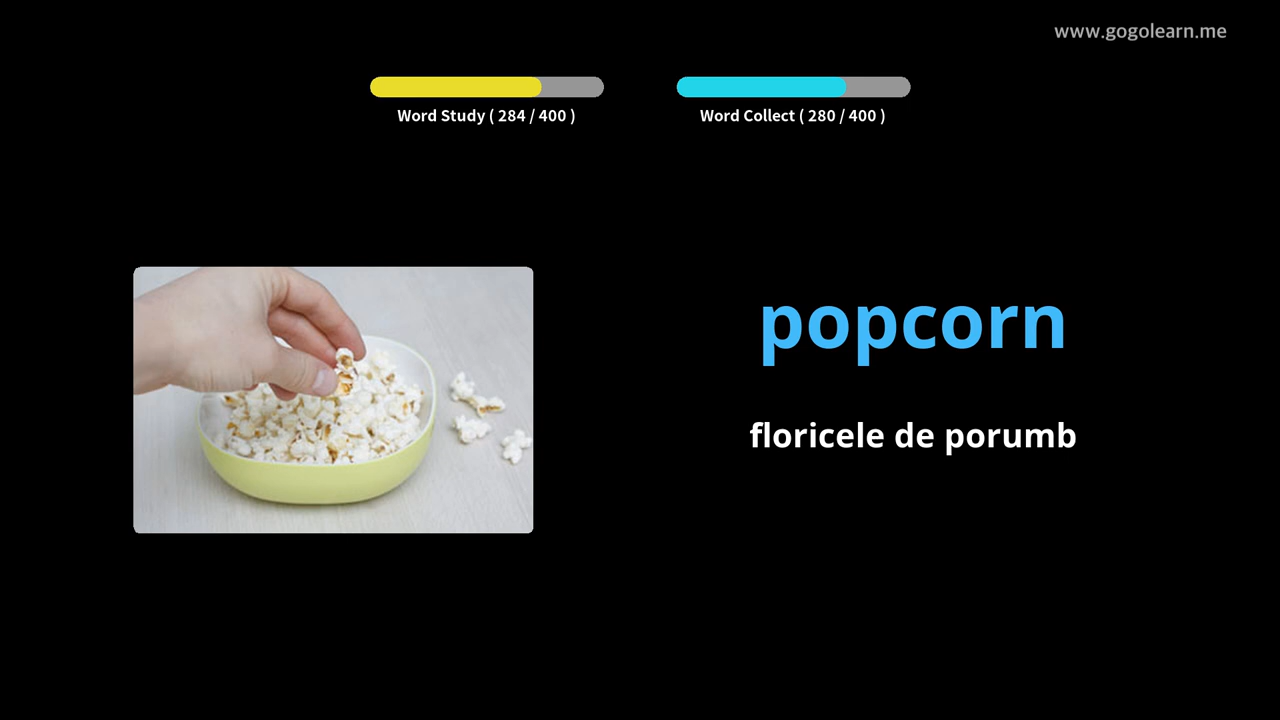 www.gogolearn.me
Word Study ( 284 / 400 )
Word Collect ( 280 / 400 )
popcorn
floricele de porumb